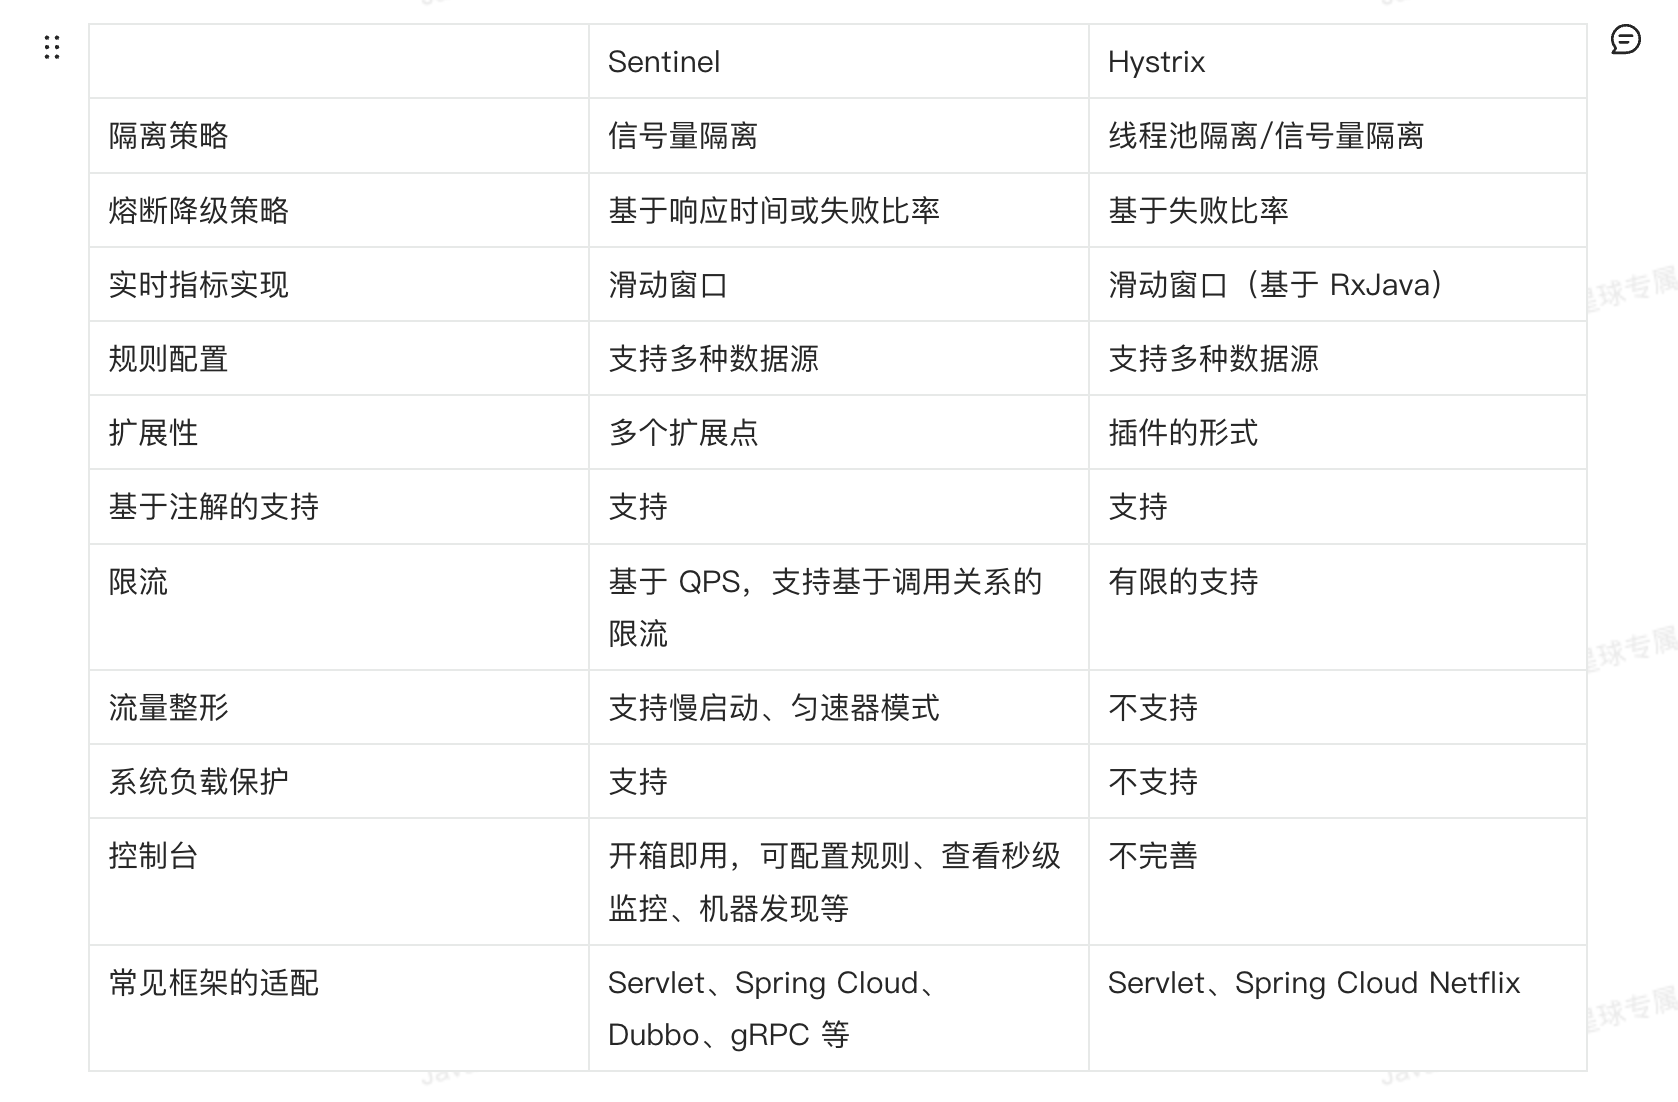 Sentinel
Hystrix
隔离策略
信号量隔离
线程池隔离/信号量隔离
熔断降级策略
基于响应时间或失败比率
基于失败比率
实时指标实现
滑动窗口
滑动窗口（基于 RxJava）
规则配置
支持多种数据源
支持多种数据源
扩展性
多个扩展点
插件的形式
基于注解的支持
支持
支持
限流
基于 QPS，支持基于调用关系的
限流
有限的支持
流量整形
支持慢启动、匀速器模式
不支持
系统负载保护
支持
不支持
控制台
开箱即用，可配置规则、查看秒级
监控、机器发现等
不完善
常见框架的适配
Servlet、Spring Cloud、
Dubbo、gRPC 等
Servlet、Spring Cloud Netflix
球专属
球专属
球专属